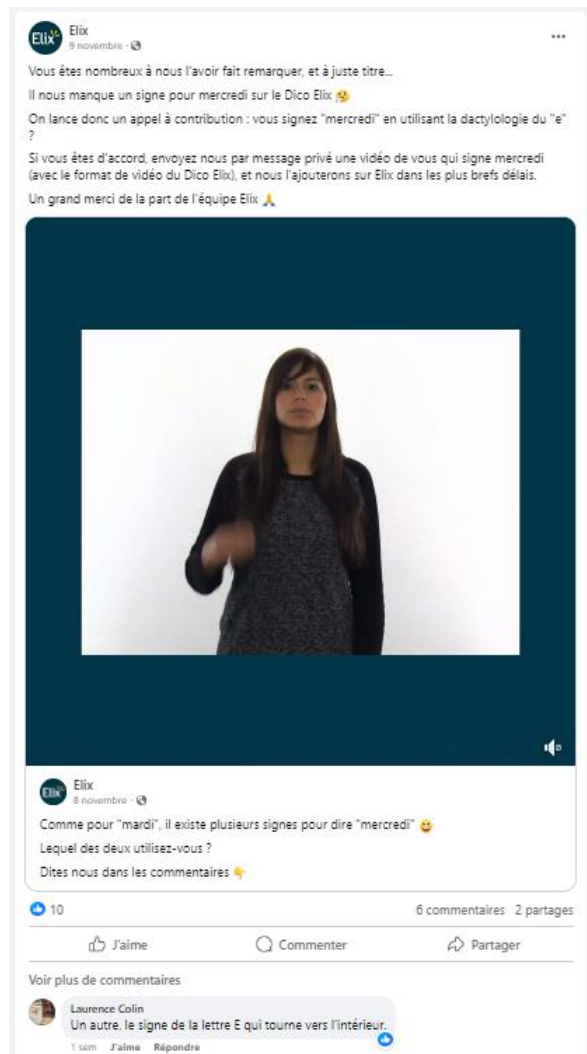 Elix
Elix
9 novembre
Vous êtes nombreux à nous l'avoir fait remarquer, et à juste titre...
Il nous manque un signe pour mercredi sur le Dico Elix
On lance donc un appel à contribution : vous signez "mercredi" en utilisant la dactylologie du "e"
?
Si vous êtes d'accord, envoyez nous par message privé une vidéo de vous qui signe mercredi
(avec le format de vidéo du Dico Elix), et nous l'ajouterons sur Elix dans les plus brefs délais.
Un grand merci de la part de l'équipe Elix 🙏
Elix
Elix
8 novembre
Comme pour "mardi", il existe plusieurs signes pour dire "mercredi" 😄
Lequel des deux utilisez-vous ?
Dites nous dans les commentaires 👇
10
6 commentaires 2 partages
J'aime
Commenter
Partager
Voir plus de commentaires
Laurence Colin
Un autre, le signe de la lettre E qui tourne vers l'intérieur.
1 sem J'aime Répondre